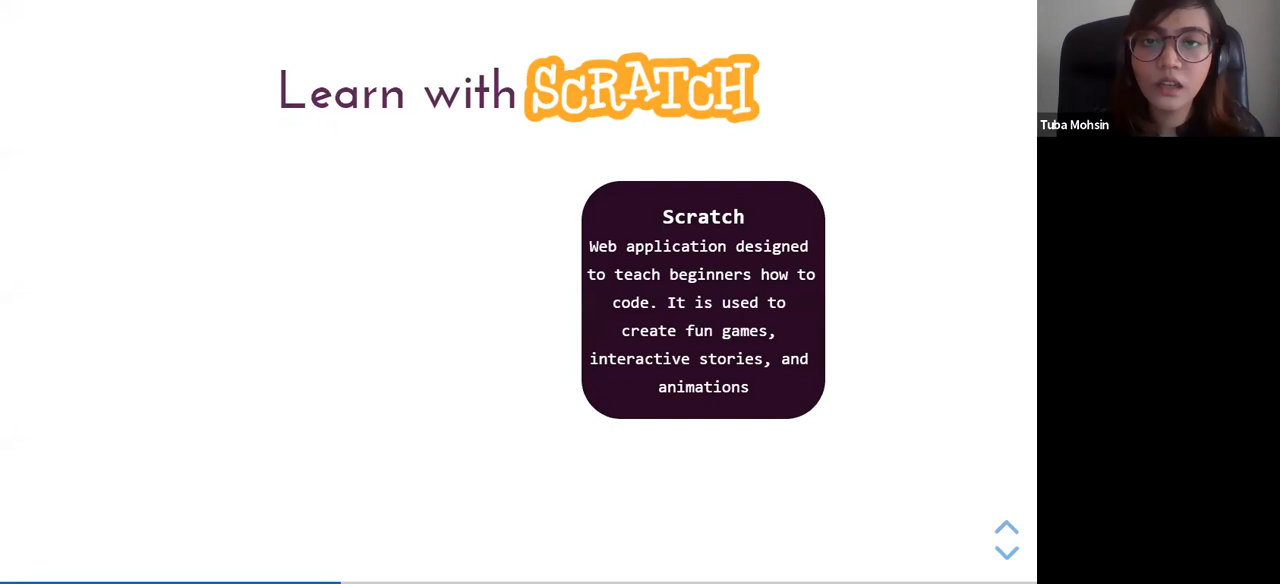 Learn with SCRATCH
Tuba Mohsin
Scratch
Web application designed
to teach beginners how to
code. It is used to
create fun games,
interactive stories, and
animations